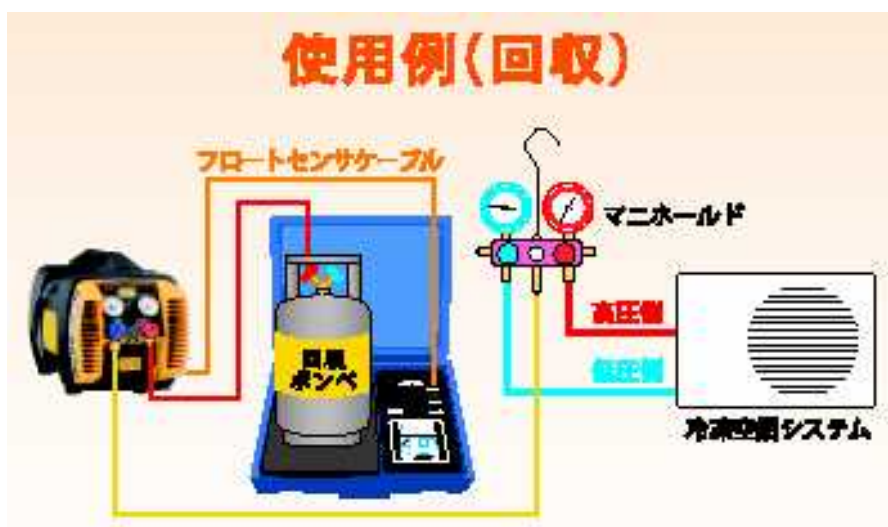 使用例(回収)
フロートセンサケーブル
マニホールド
高圧側
低圧側
回収
ボンベ
冷凍空調システム